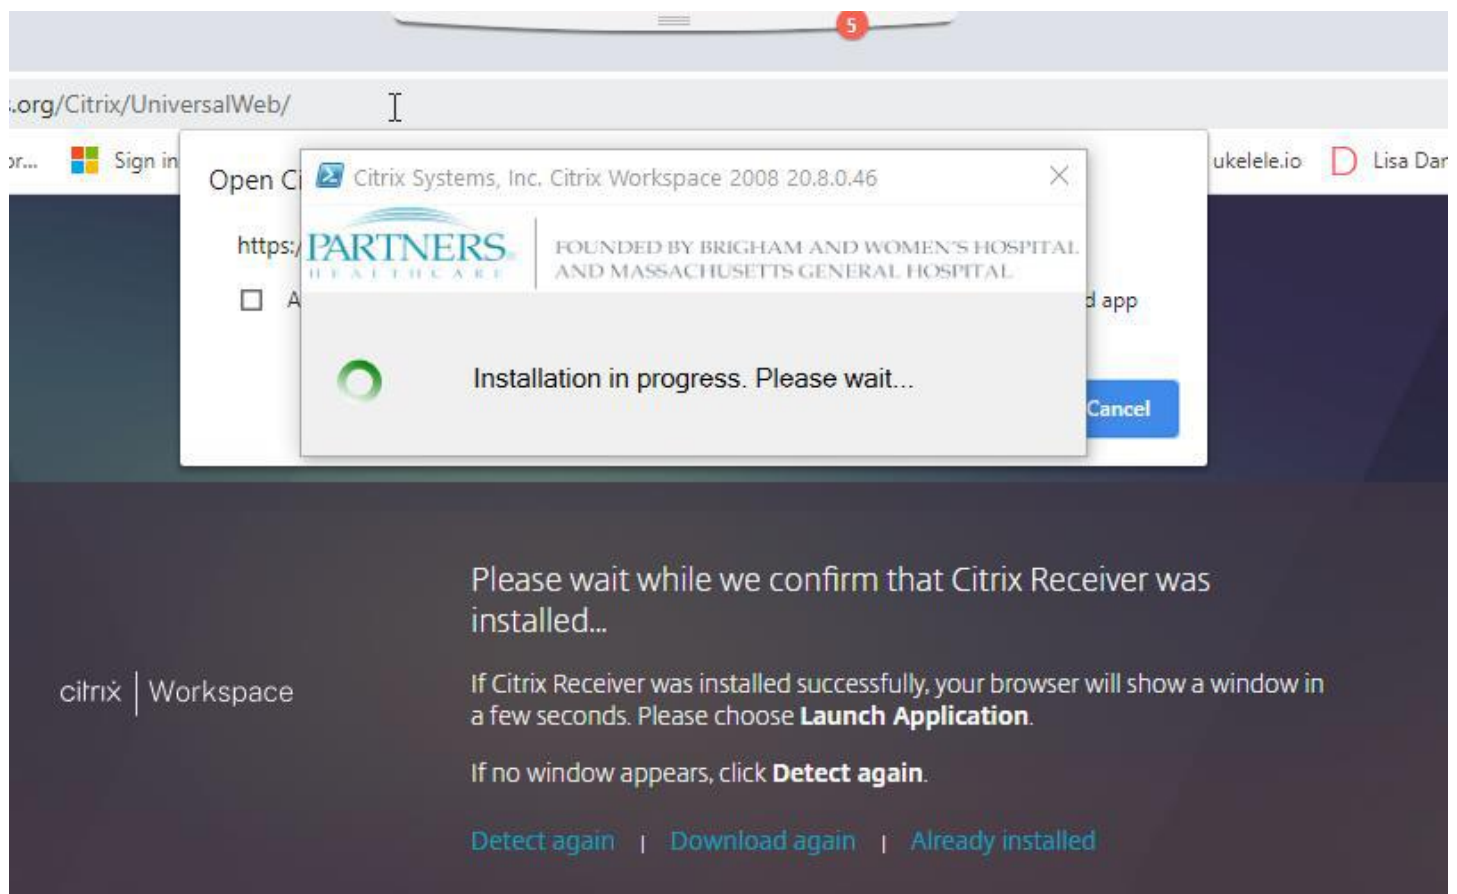 5
.org/Citrix/UniversalWeb/
or... Sign in
ukelele.io D Lisa Dar
Open Ci
Citrix Systems, Inc. Citrix Workspace 2008 20.8.0.46
https:/
PARTNERS.
HEALTHCARE
FOUNDED BY BRIGHAM AND WOMEN'S HOSPITAL
AND MASSACHUSETTS GENERAL HOSPITAL
A
d app
Installation in progress. Please wait...
Cancel
Please wait while we confirm that Citrix Receiver was
installed...
citrix | Workspace
If Citrix Receiver was installed successfully, your browser will show a window in
a few seconds. Please choose Launch Application.
If no window appears, click Detect again.
Detect again | Download again | Already installed